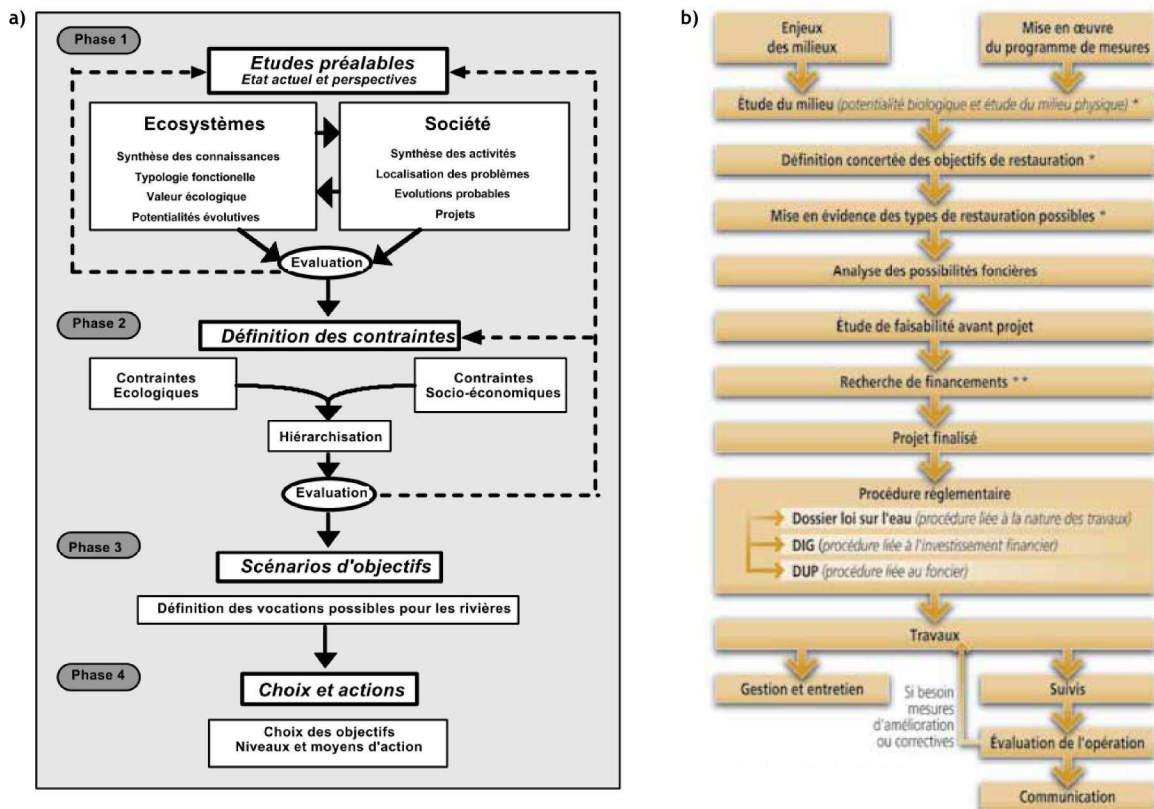 a)
Phase 1
Etudes préalables
Etat actuel et perspectives
Ecosystèmes
Synthèse des connaissances
Typologie fonctionelle
Valeur écologique
Potentialités évolutives
Société
Synthèse des activités
Localisation des problèmes
Evolutions probables
Projets
Evaluation
Phase 2
Définition des contraintes
Contraintes
Ecologiques
Contraintes
Socio-économiques
Hiérarchisation
Evaluation
Phase 3
Scénarios d'objectifs
Définition des vocations possibles pour les rivières
Phase 4
Choix et actions
Choix des objectifs
Niveaux et moyens d'action
b)
Enjeux
des milieux
Mise en œuvre
du programme de mesures
Étude du milieu (potentialité biologique et étude du milieu physique) *
Définition concertée des objectifs de restauration *
Mise en évidence des types de restauration possibles *
Analyse des possibilités foncières
Étude de faisabilité avant projet
Recherche de financements **
Projet finalisé
Procédure réglementaire
Dossier loi sur l'eau (procédure liée à la nature des travaux)
DIG (procédure liée à l'investissement financier)
DUP (procédure liée au foncier)
Travaux
Gestion et entretien
Si besoin
mesures
d'amélioration
ou correctives
Suivis
Évaluation de l'opération
Communication